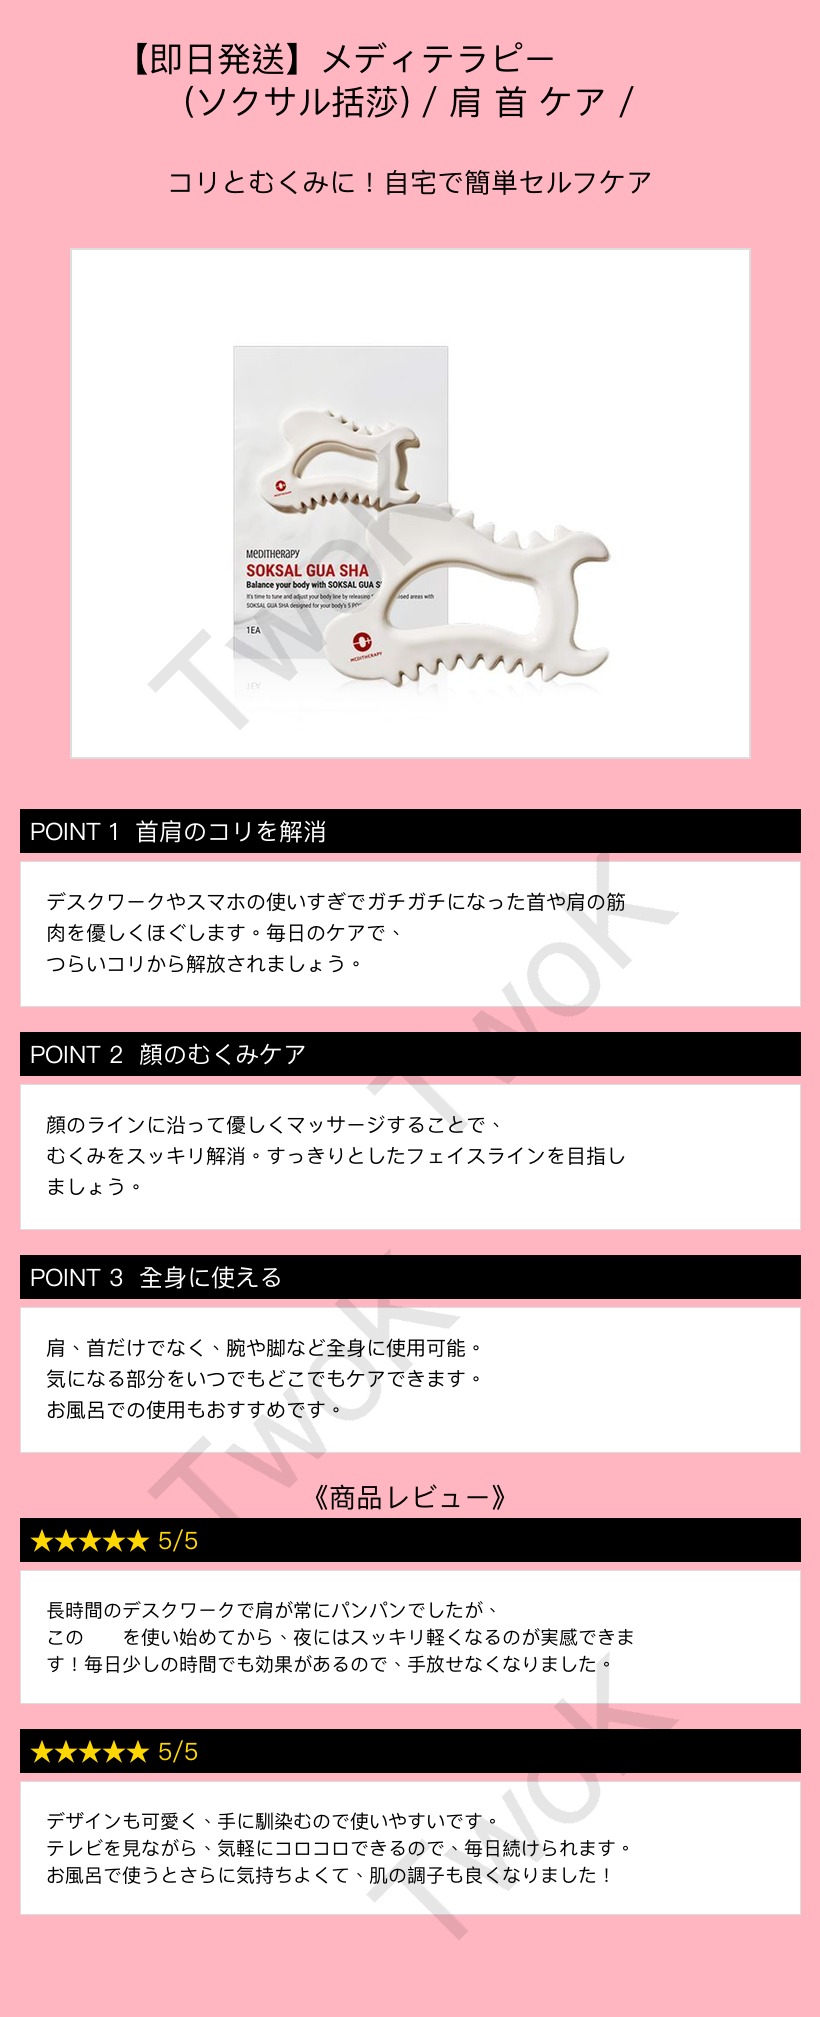 【即日発送】メディテラピー
(ソクサル括莎) / 肩 首 ケア /
コリとむくみに！自宅で簡単セルフケア
MEDITHERAPY
SOKSAL GUA SHA
Balance your body with SOKSAL GUA S
It's time to tune and adjust your body line by releasing used areas with
SOKSAL GUA SHA designed for your body's 5 PO
1EA
MEDITHERAPY
TwoK
POINT 1 首肩のコリを解消
デスクワークやスマホの使いすぎでガチガチになった首や肩の筋
肉を優しくほぐします。毎日のケアで、
つらいコリから解放されましょう。
TwoK
POINT 2 顔のむくみケア
顔のラインに沿って優しくマッサージすることで、
むくみをスッキリ解消。すっきりとしたフェイスラインを目指し
ましょう。
POINT 3 全身に使える
肩、首だけでなく、腕や脚など全身に使用可能。
気になる部分をいつでもどこでもケアできます。
お風呂での使用もおすすめです。
TwoK
《商品レビュー》
★★★★★ 5/5
長時間のデスクワークで肩が常にパンパンでしたが、
この　　を使い始めてから、夜にはスッキリ軽くなるのが実感できま
す！毎日少しの時間でも効果があるので、手放せなくなりました。
★★★★★ 5/5
デザインも可愛く、手に馴染むので使いやすいです。
テレビを見ながら、気軽にコロコロできるので、毎日続けられます。
お風呂で使うとさらに気持ちよくて、肌の調子も良くなりました！
TwoK